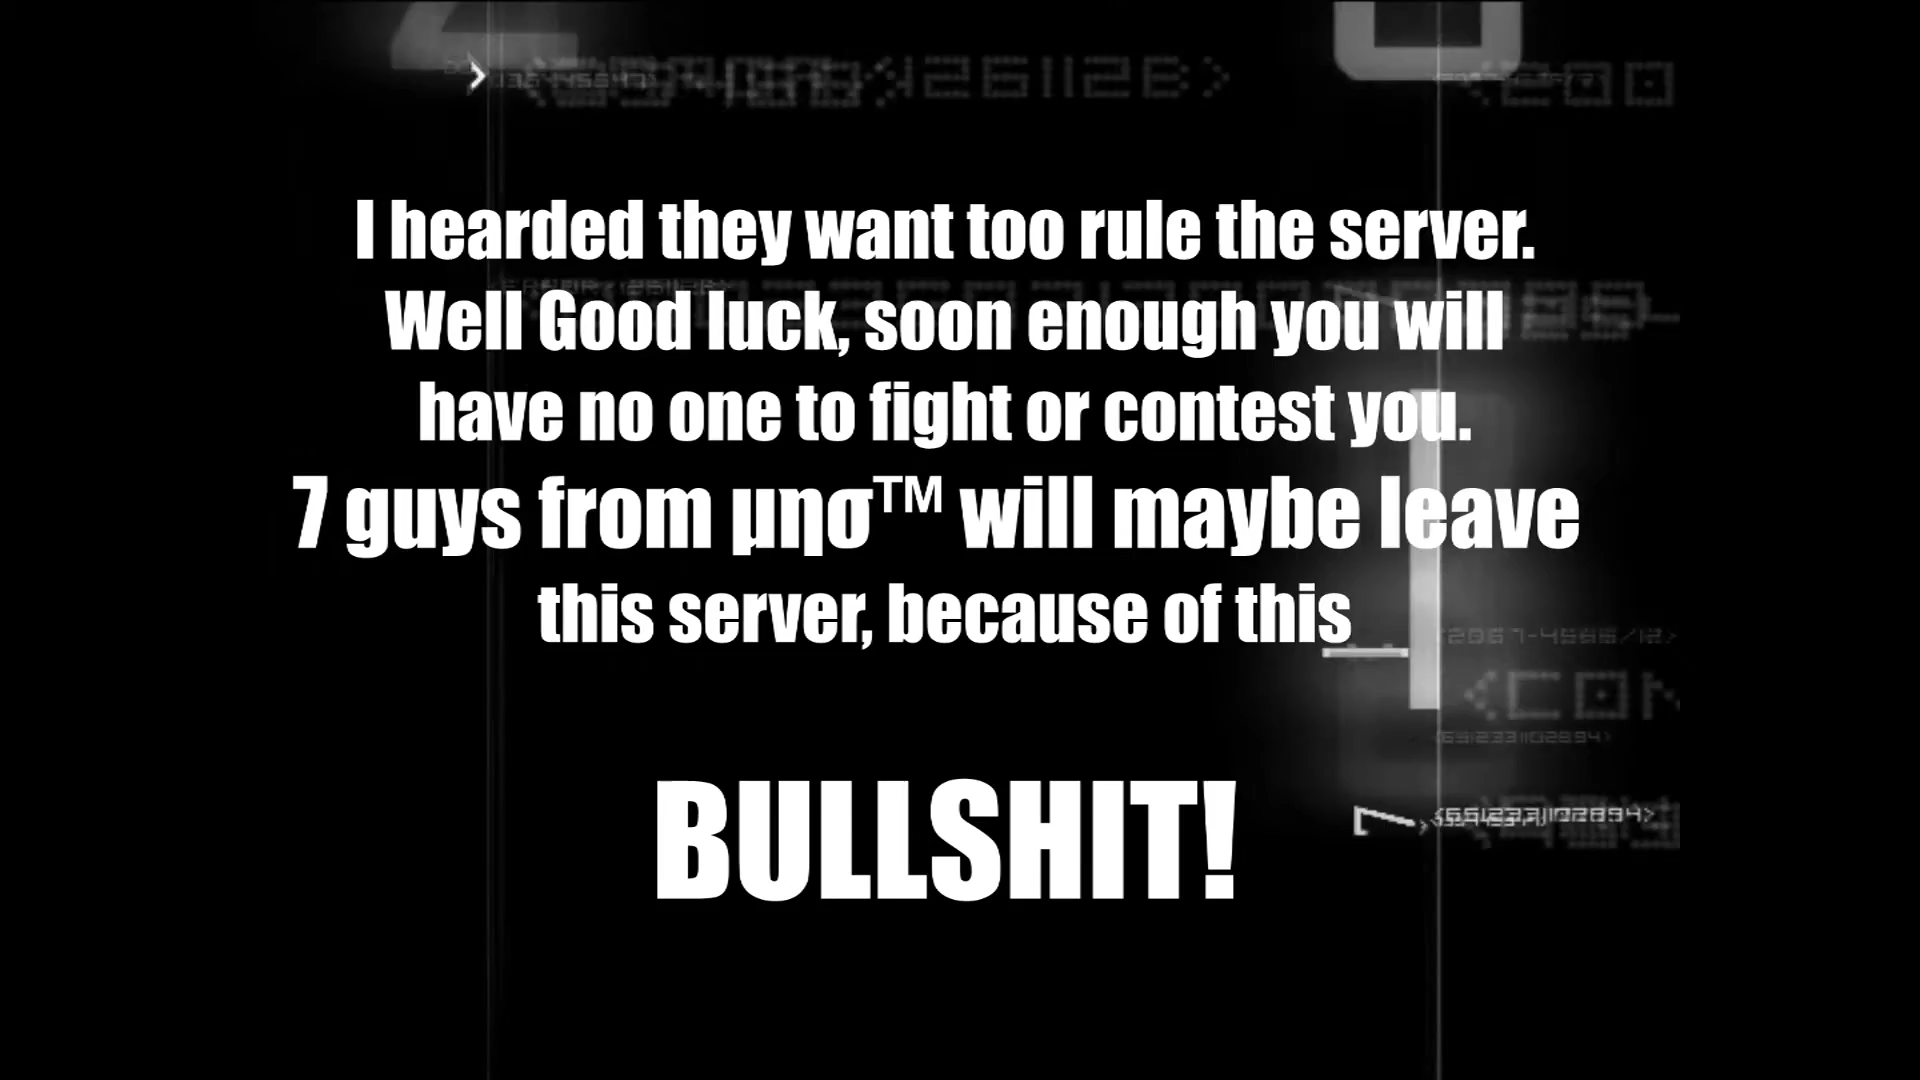 I hearded they want too rule the server.
Well Good luck, soon enough you will
have no one to fight or contest you.
7 guys from µησ™ will maybe leave
this server, because of this
BULLSHIT!